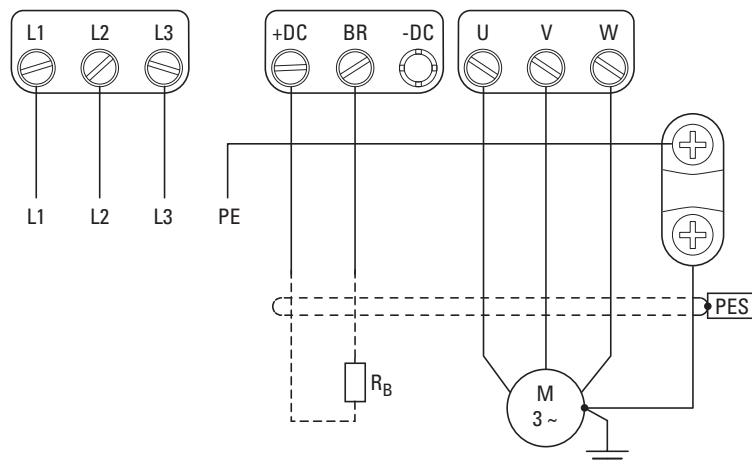 L1 L2 L3 +DC BR -DC U V W
L1 L2 L3 PE
PES
R_B
M
3 ~